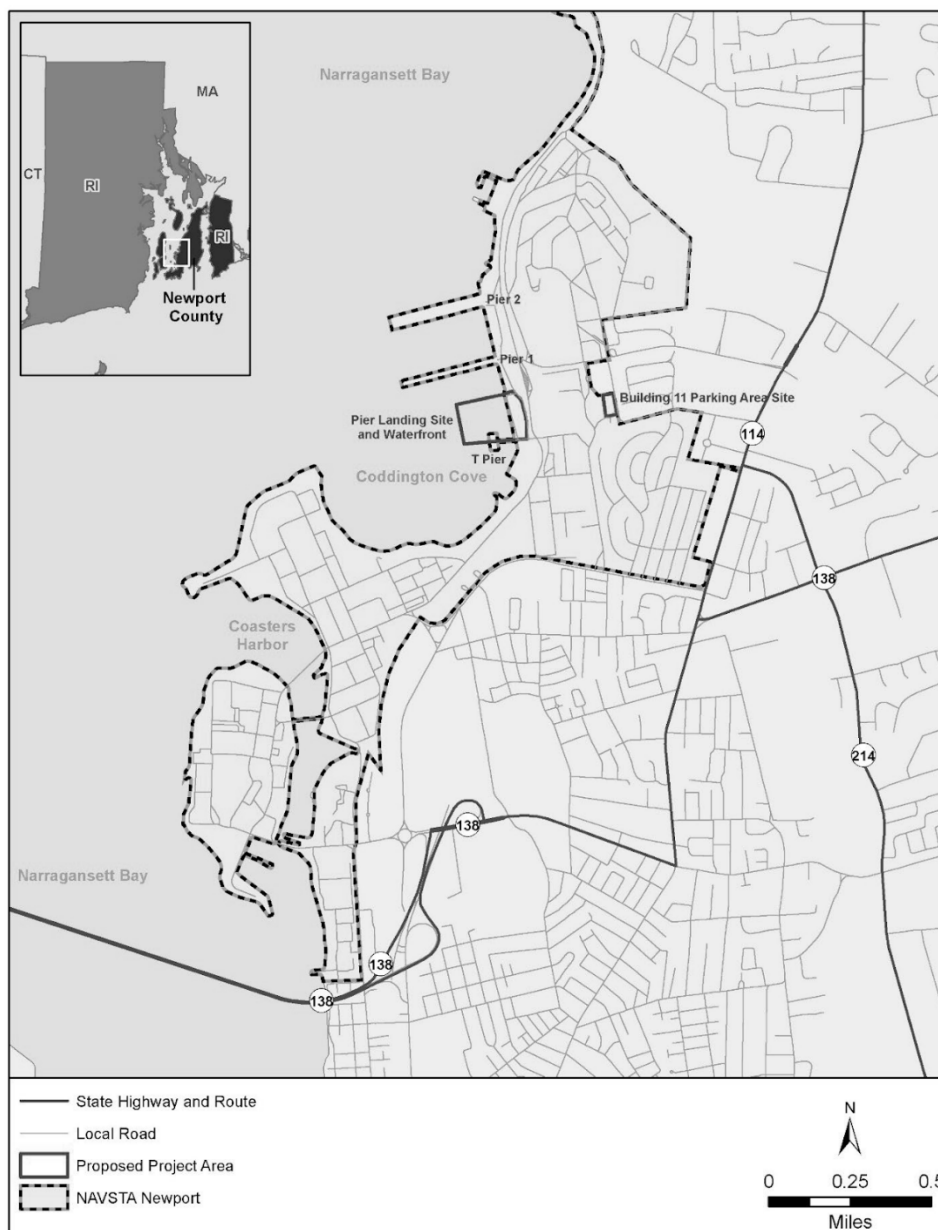 MA
CT
RI
RI
Newport
County
Narragansett Bay
Pier 2
Pier 1
Building 11 Parking Area Site
Pier Landing Site
and Waterfront
T Pier
Coddington Cove
114
138
Coasters
Harbor
214
138
Narragansett Bay
138
138
State Highway and Route
Local Road
Proposed Project Area
NAVSTA Newport
N
0 0.25 0.5
Miles